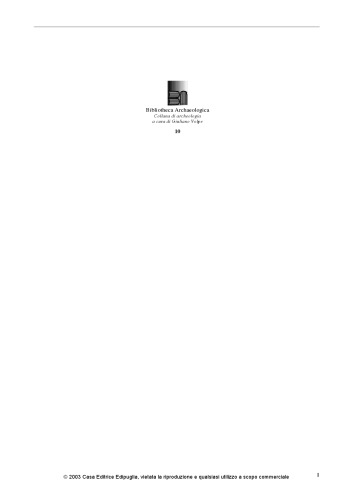 Bibliotheca Archaeologica
Collana di archeologia
a cura di Giuliano Volpe
10
© 2003 Casa Editrice Edipuglia, vietata la riproduzione e qualsiasi utilizzo a scopo commerciale
1